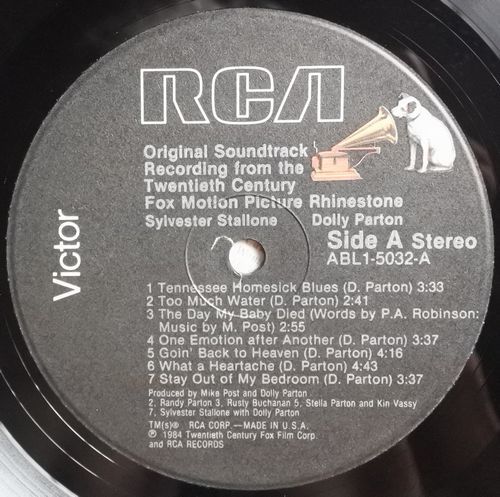 RCA
Original Soundtrack
Recording from the
Twentieth Century
Fox Motion Picture Rhinestone
Sylvester Stallone Dolly Parton
Side A Stereo
ABL1-5032-A
Victor
1 Tennessee Homesick Blues (D. Parton) 3:33
2 Too Much Water (D. Parton) 2:41
3 The Day My Baby Died (Words by P.A. Robinson:
Music by M. Post) 2:55
4 One Emotion after Another (D. Parton) 3:37
5 Goin' Back to Heaven (D. Parton) 4:16
6 What a Heartache (D. Parton) 4:43
7 Stay Out of My Bedroom (D. Parton) 3:37
Produced by Mike Post and Dolly Parton
2, Randy Parton 3, Rusty Buchanan 5, Stella Parton and Kin Vassy
7, Sylvester Stallone with Dolly Parton
TM(s)® RCA CORP.—MADE IN U.S.A.
℗ 1984 Twentieth Century Fox Film Corp.
and RCA RECORDS